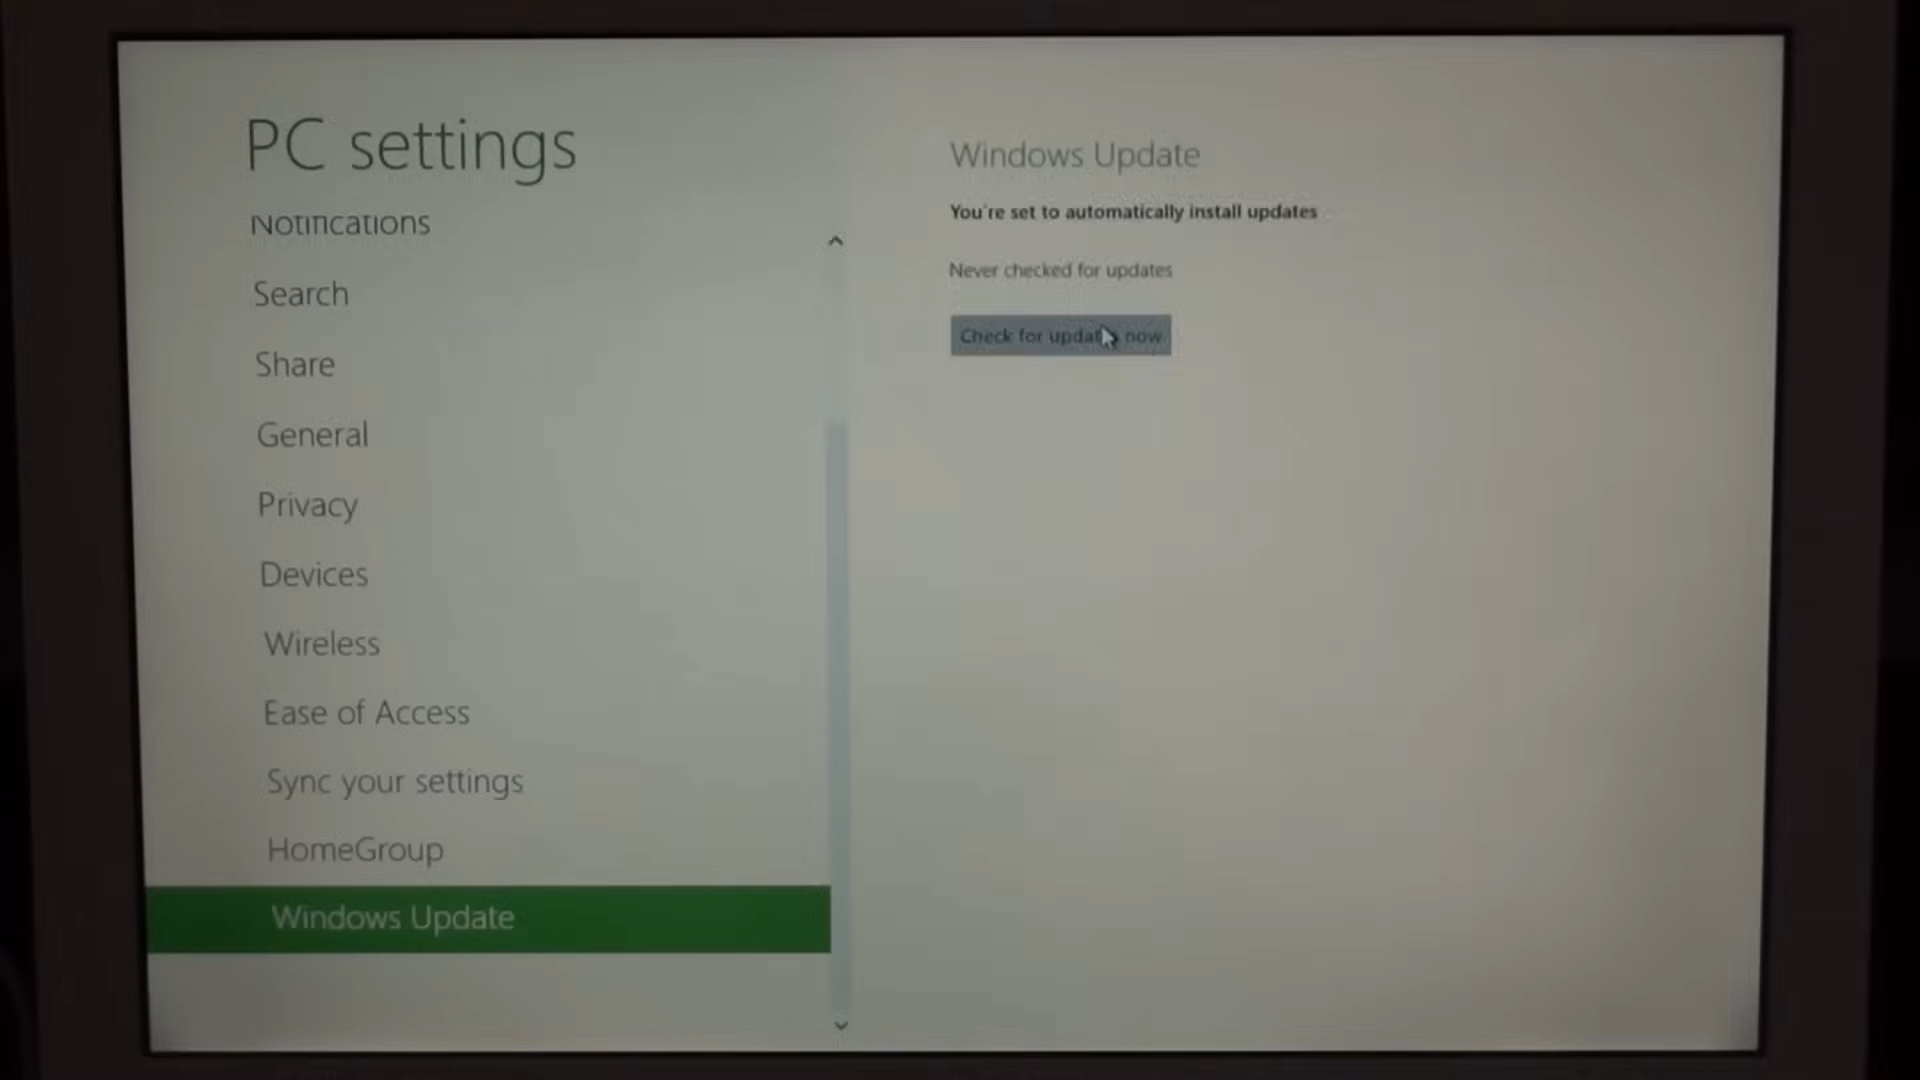 PC settings
Notifications
Search
Share
General
Privacy
Devices
Wireless
Ease of Access
Sync your settings
HomeGroup
Windows Update
Windows Update
You're set to automatically install updates
Never checked for updates
Check for updates now